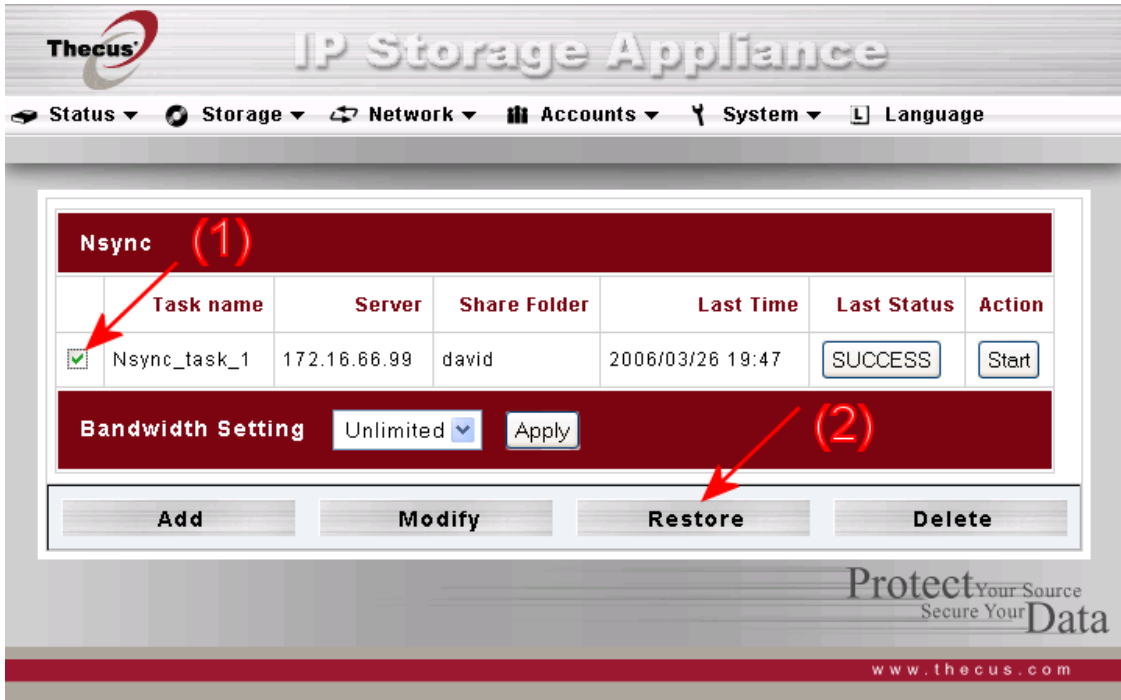 Thecus
IP Storage Appliance
Status Storage Network Accounts System L Language
Nsync (1)
Task name Server Share Folder Last Time Last Status Action
Nsync_task_1 172.16.66.99 david 2006/03/26 19:47 SUCCESS Start
Bandwidth Setting Unlimited Apply (2)
Add Modify Restore Delete
Protect Your Source
Secure Your Data
www.thecus.com